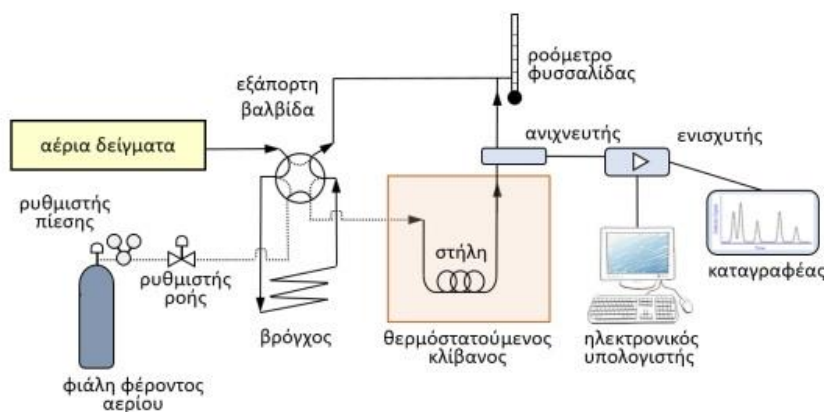 ροόμετρο
φυσσαλίδας
εξάπορτη
βαλβίδα
αέρια δείγματα
ανιχνευτής
ενισχυτής
ρυθμιστής
πίεσης
ρυθμιστής
ροής
στήλη
βρόγχος
θερμόστατούμενος
κλίβανος
ηλεκτρονικός
υπολογιστής
καταγραφέας
φιάλη φέροντος
αερίου